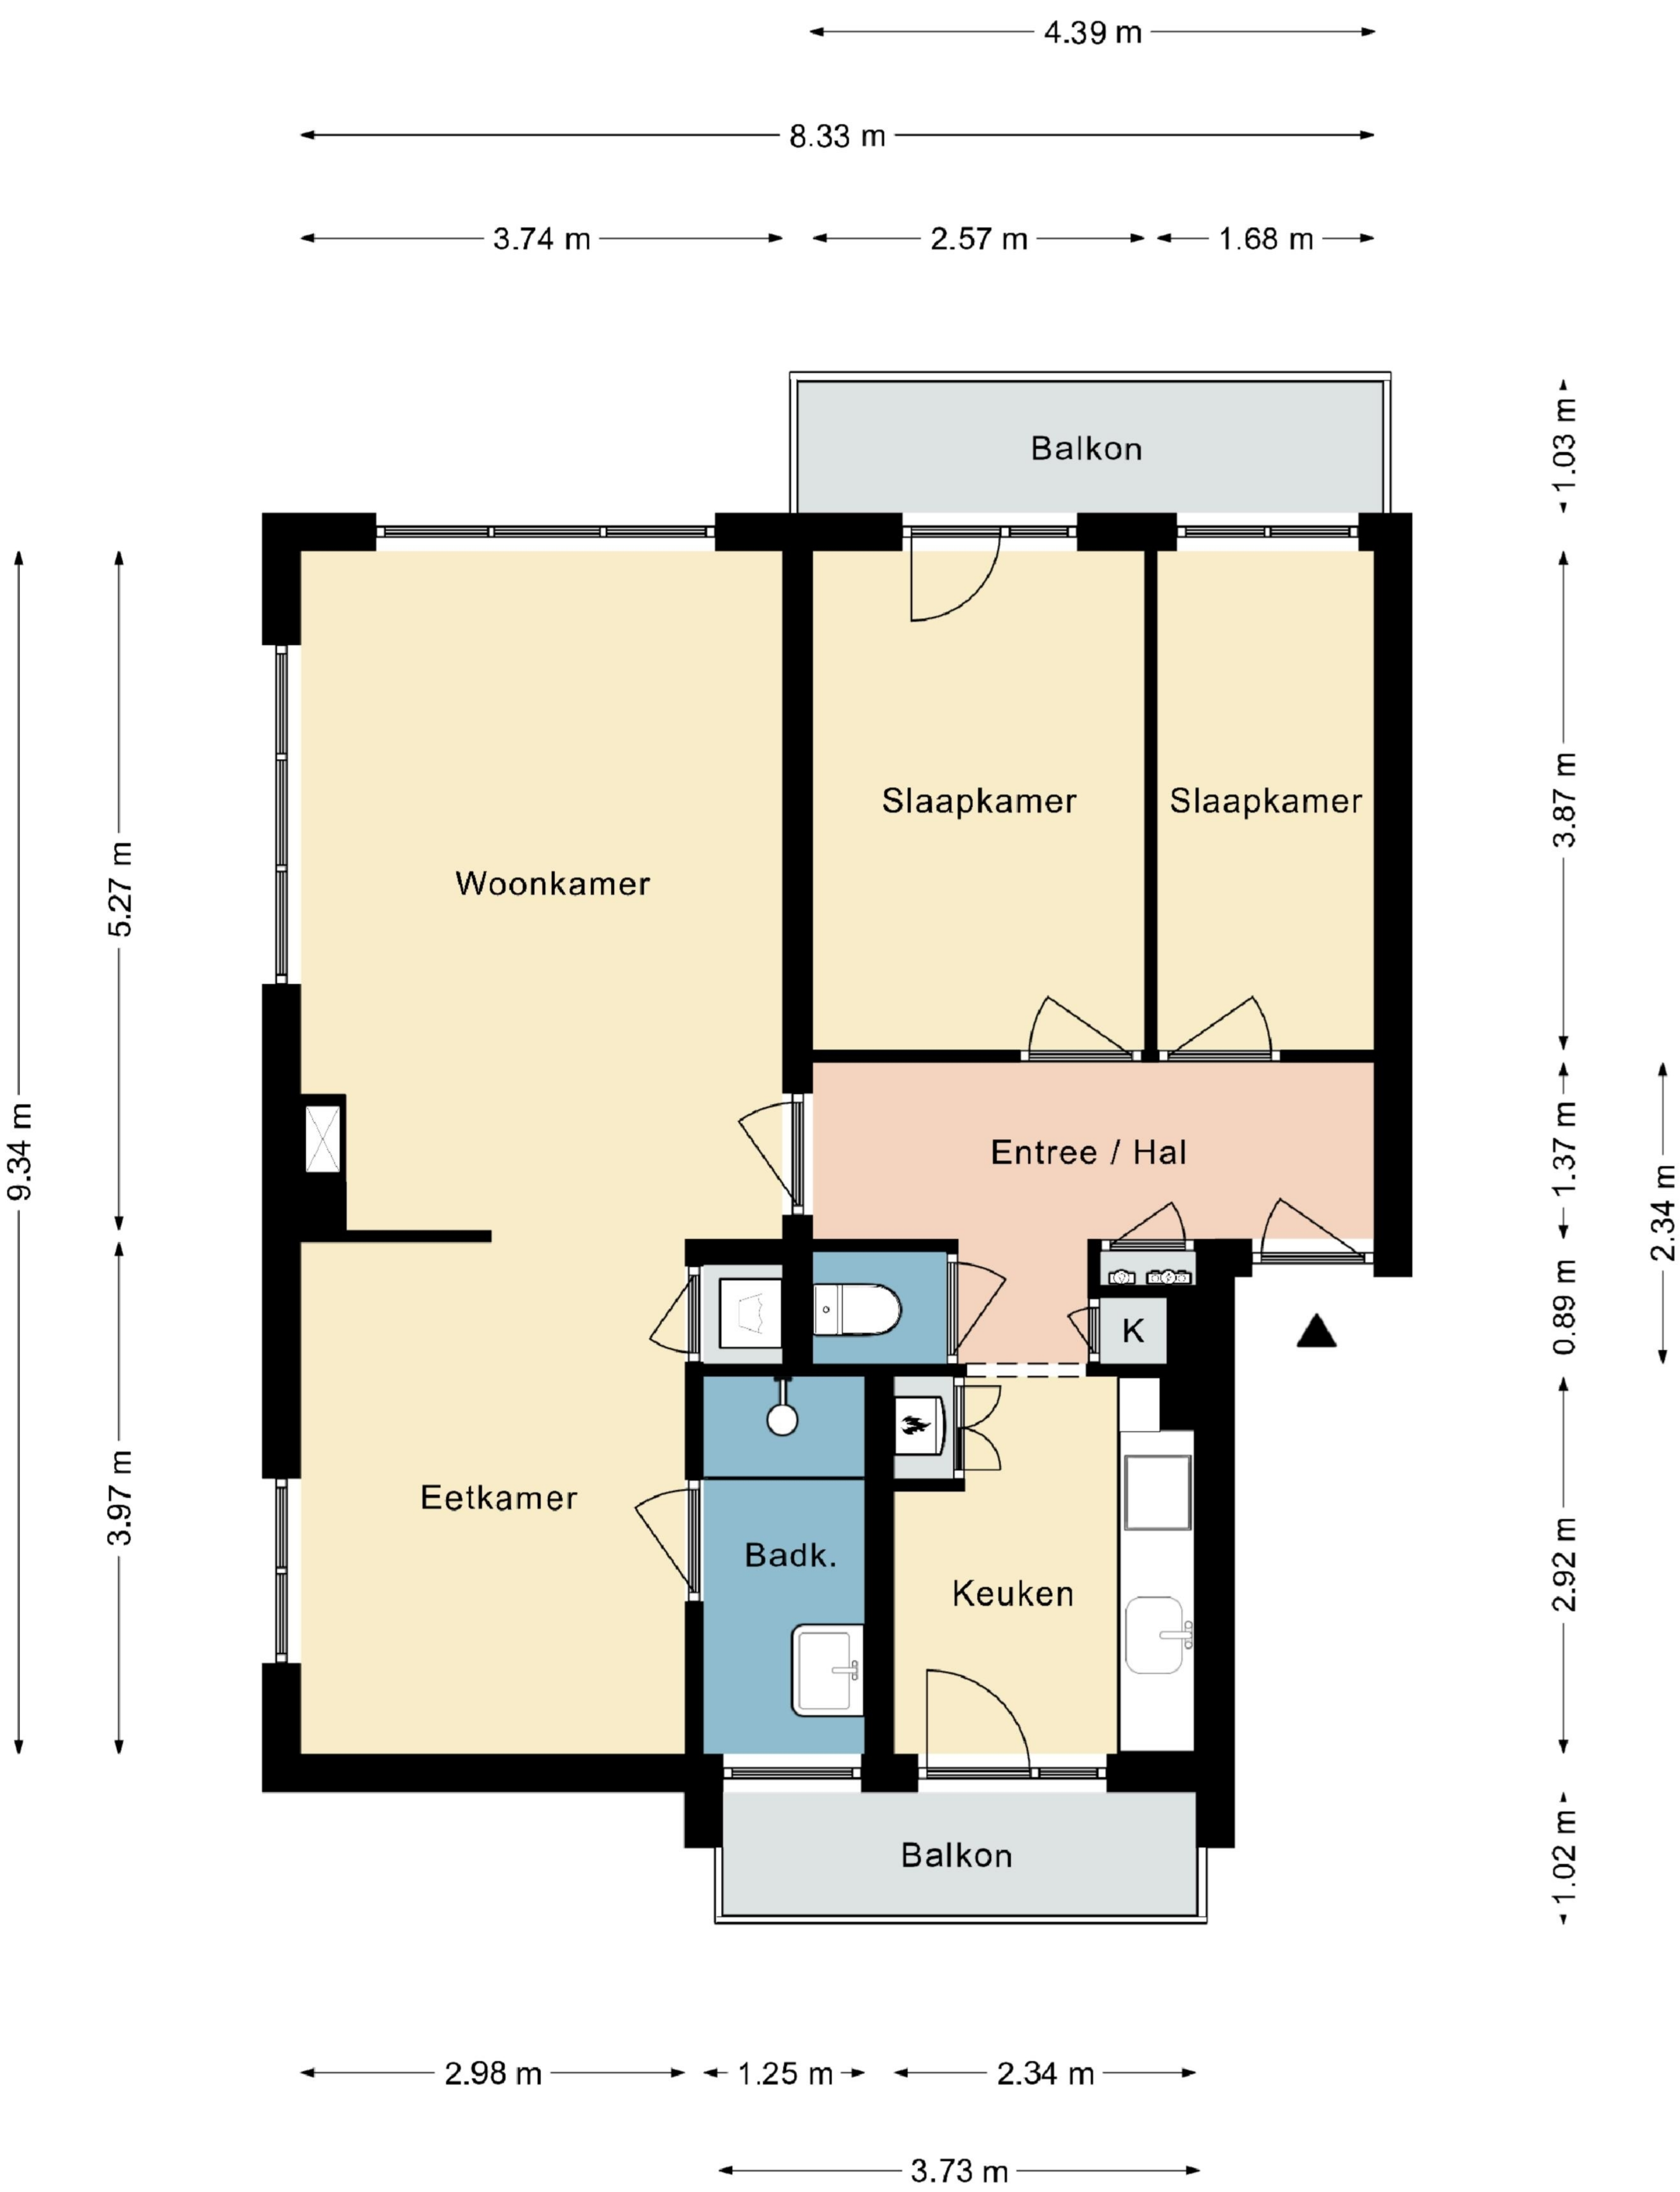 4.39 m
8.33 m
3.74 m
2.57 m
1.68 m
Balkon
1.03 m
Slaapkamer
Slaapkamer
3.87 m
Woonkamer
5.27 m
9.34 m
Entree / Hal
1.37 m
2.34 m
0.89 m
K
Eetkamer
3.97 m
Badk.
Keuken
2.92 m
Balkon
1.02 m
2.98 m
1.25 m
2.34 m
3.73 m